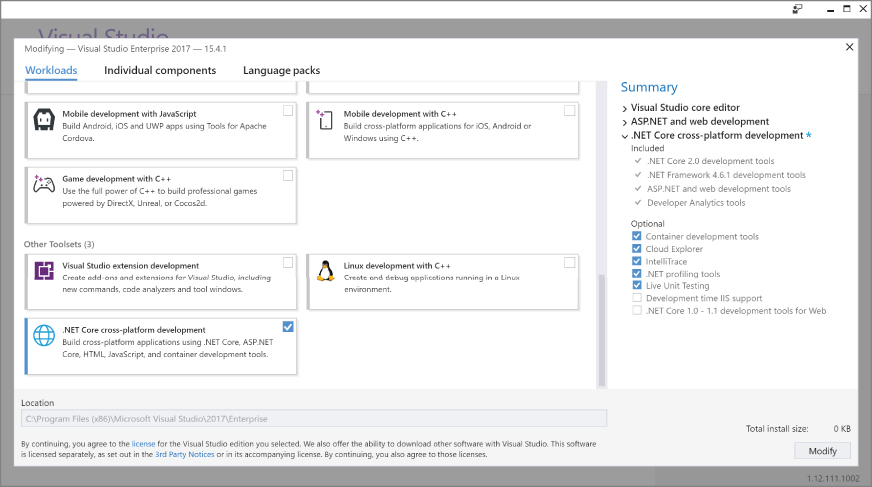 Visual Studio
Modifying — Visual Studio Enterprise 2017 — 15.4.1
Workloads Individual components Language packs
Mobile development with JavaScript
Build Android, iOS and UWP apps using Tools for Apache
Cordova.
Mobile development with C++
Build cross-platform applications for iOS, Android or
Windows using C++.
Game development with C++
Use the full power of C++ to build professional games
powered by DirectX, Unreal, or Cocos2d.
Other Toolsets (3)
Visual Studio extension development
Create add-ons and extensions for Visual Studio, including
new commands, code analyzers and tool windows.
Linux development with C++
Create and debug applications running in a Linux
environment.
.NET Core cross-platform development
Build cross-platform applications using .NET Core, ASP.NET
Core, HTML, JavaScript, and container development tools.
Summary
Visual Studio core editor
ASP.NET and web development
.NET Core cross-platform development *
Included
.NET Core 2.0 development tools
.NET Framework 4.6.1 development tools
ASP.NET and web development tools
Developer Analytics tools
Optional
Container development tools
Cloud Explorer
IntelliTrace
.NET profiling tools
Live Unit Testing
Development time IIS support
.NET Core 1.0 - 1.1 development tools for Web
Location
C:\Program Files (x86)\Microsoft Visual Studio\2017\Enterprise
By continuing, you agree to the license for the Visual Studio edition you selected. We also offer the ability to download other software with Visual Studio. This software
is licensed separately, as set out in the 3rd Party Notices or in its accompanying license. By continuing, you also agree to those licenses.
Total install size: 0 KB
Modify
1.12.111.1002